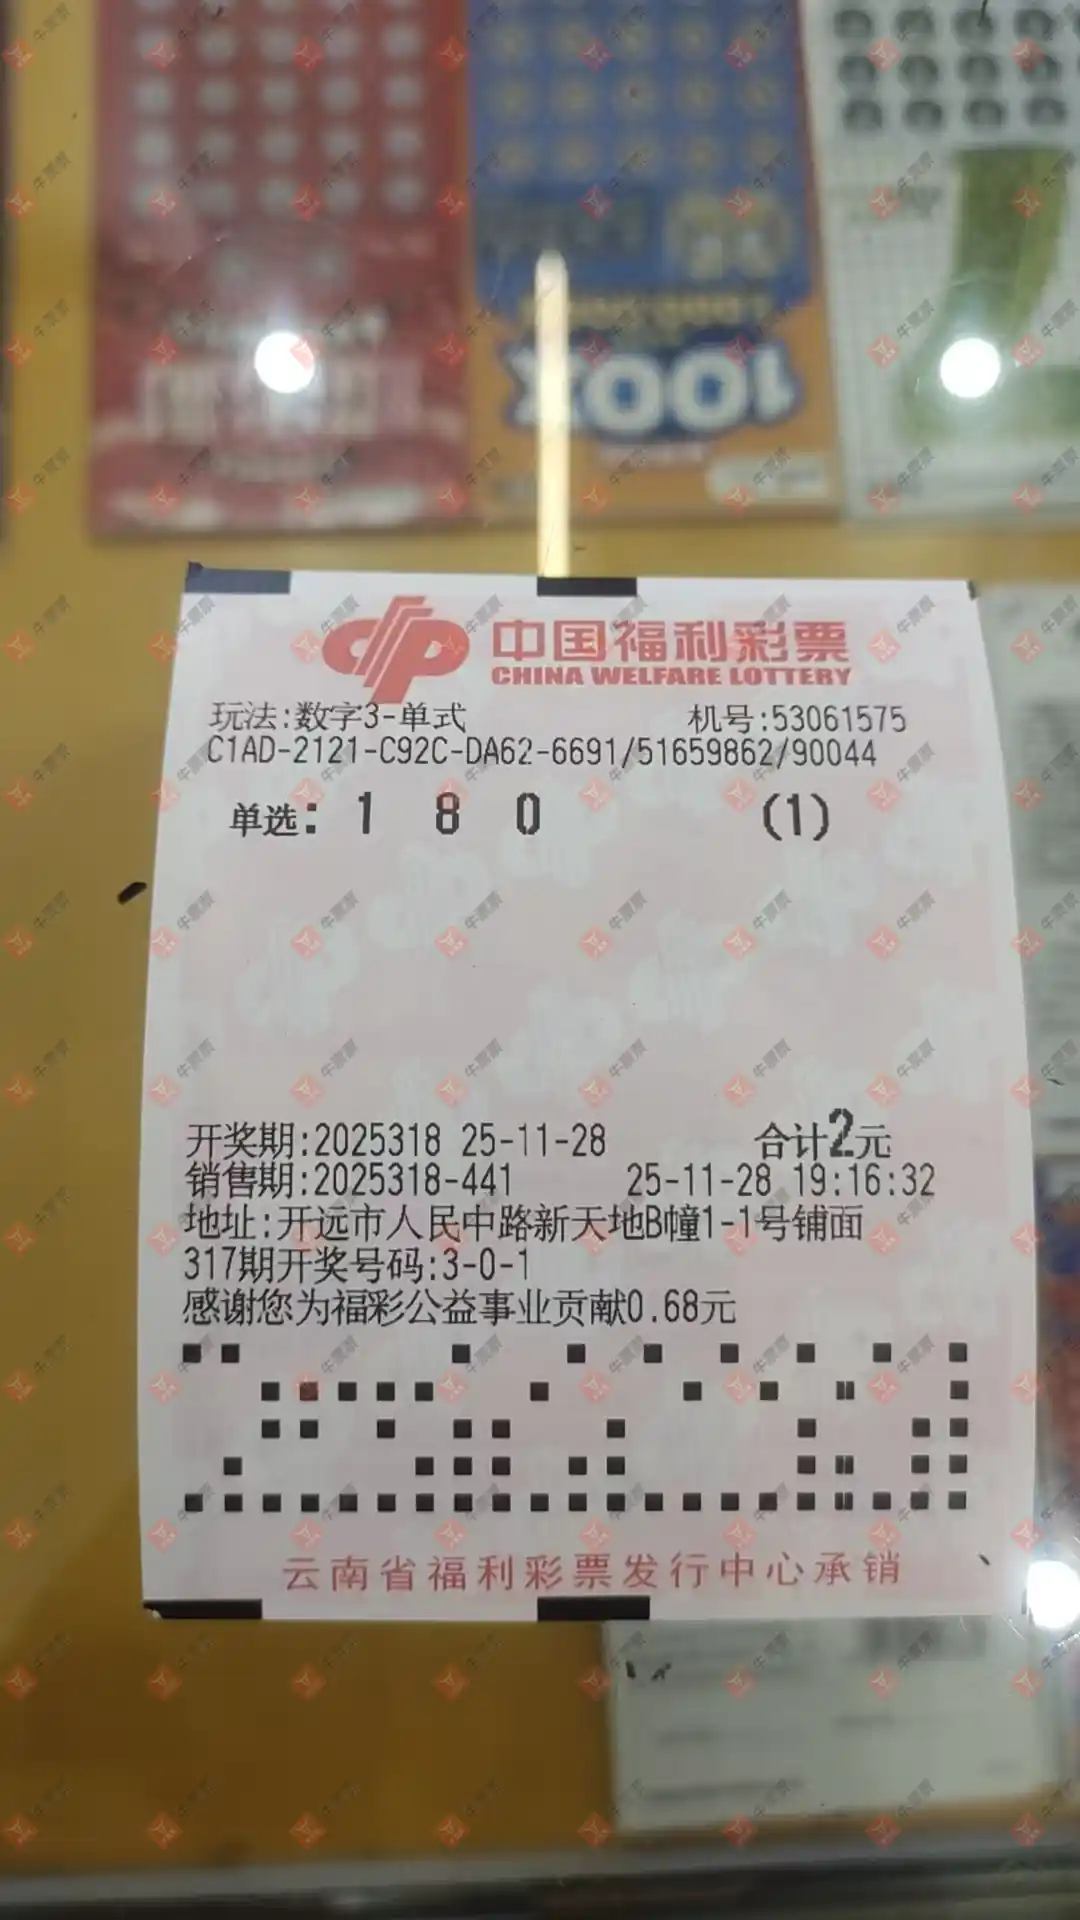 100X
中国福利彩票
CHINA WELFARE LOTTERY
玩法:数字3-单式 机号:53061575
C1AD-2121-C92C-DA62-6691/51659862/90044
单选: 1 8 0 (1)
开奖期:2025318 25-11-28 合计2元
销售期:2025318-441 25-11-28 19:16:32
地址:开远市人民中路新天地B幢1-1号铺面
317期开奖号码:3-0-1
感谢您为福彩公益事业贡献0.68元
云南省福利彩票发行中心承销
牛票票